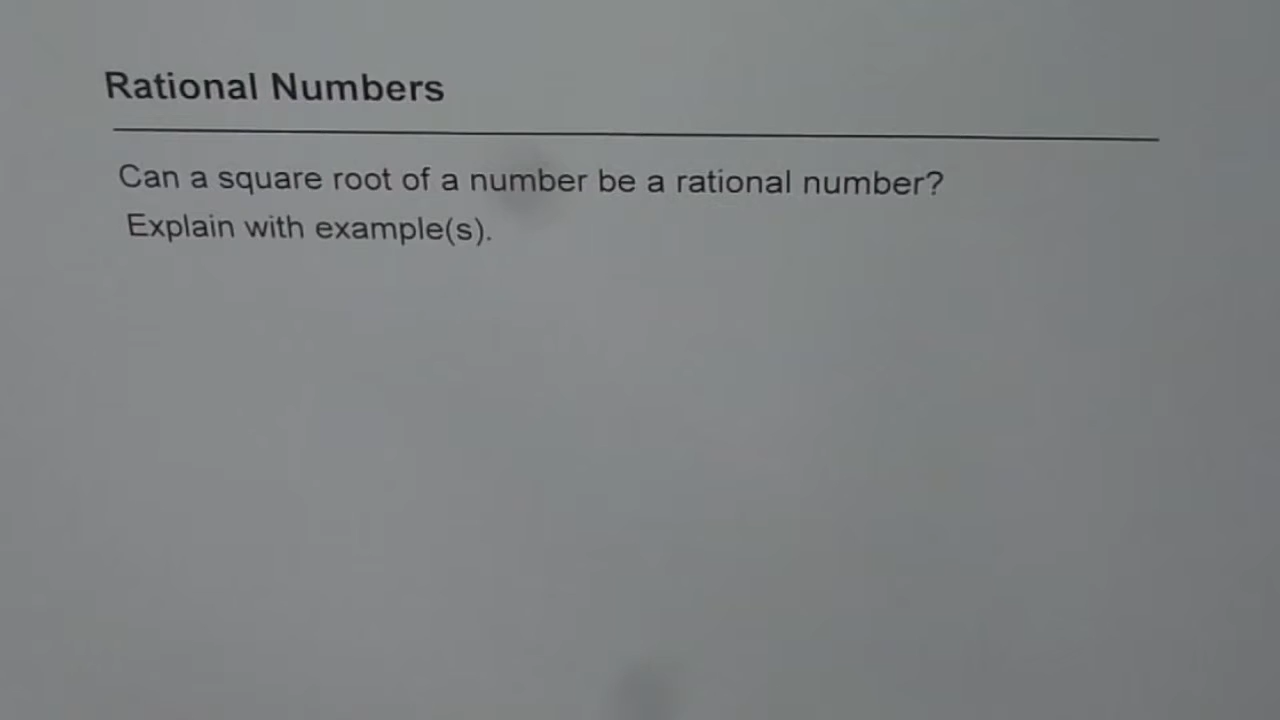 Rational Numbers
Can a square root of a number be a rational number?
Explain with example(s).